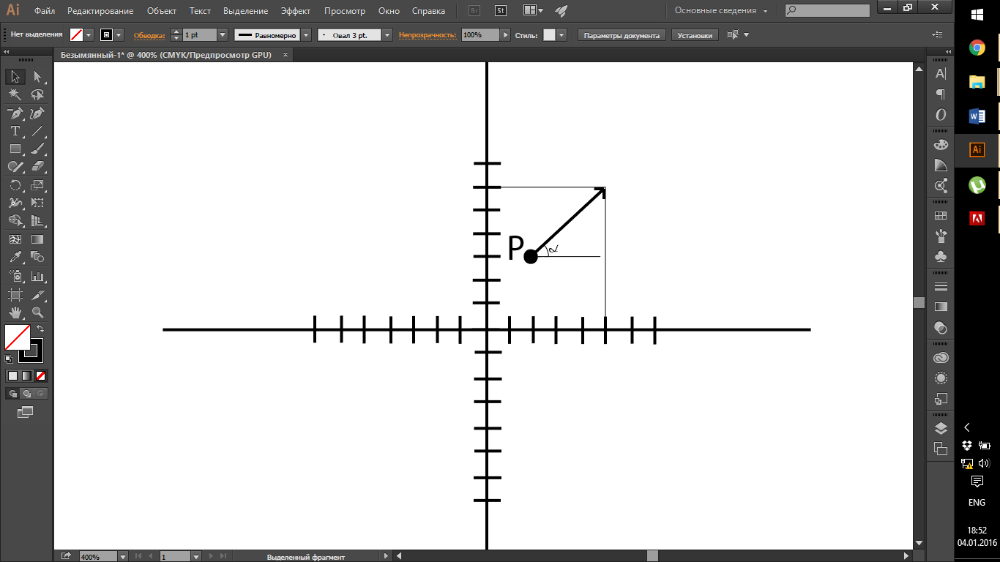 Ai Файл Редактирование Объект Текст Выделение Эффект Просмотр Окно Справка Br St Основные сведения
Нет выделения Обводка: 1 pt Равномерно Овал 3 pt. Непрозрачность: 100% Стиль: Параметры документа Установки
Безымянный-1* @ 400% (CMYK/Предпросмотр GPU) ×
P α
ENG
18:52
04.01.2016
400% 1 Выделенный фрагмент